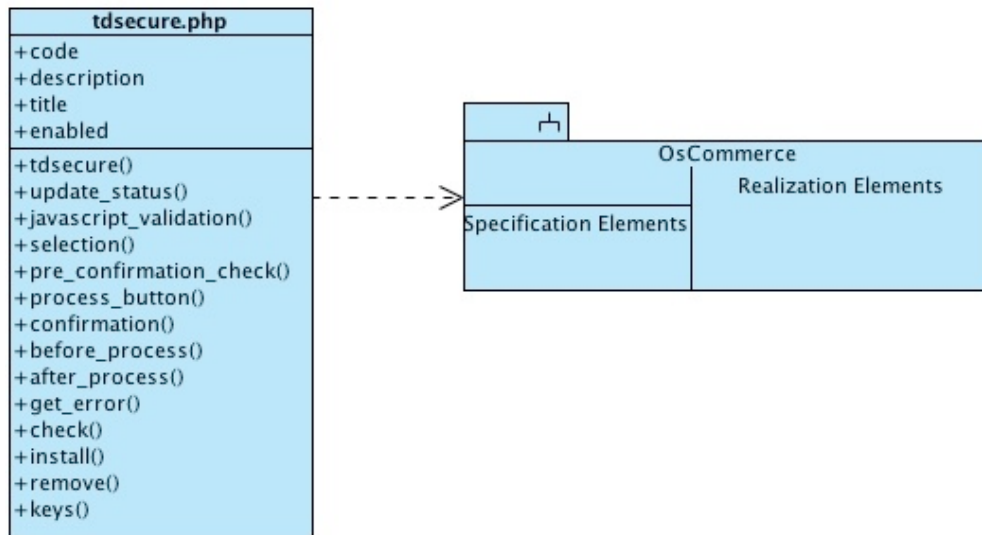 tdsecure.php
+code
+description
+title
+enabled
+tdsecure()
+update_status()
+javascript_validation()
+selection()
+pre_confirmation_check()
+process_button()
+confirmation()
+before_process()
+after_process()
+get_error()
+check()
+install()
+remove()
+keys()
OsCommerce
Realization Elements
Specification Elements